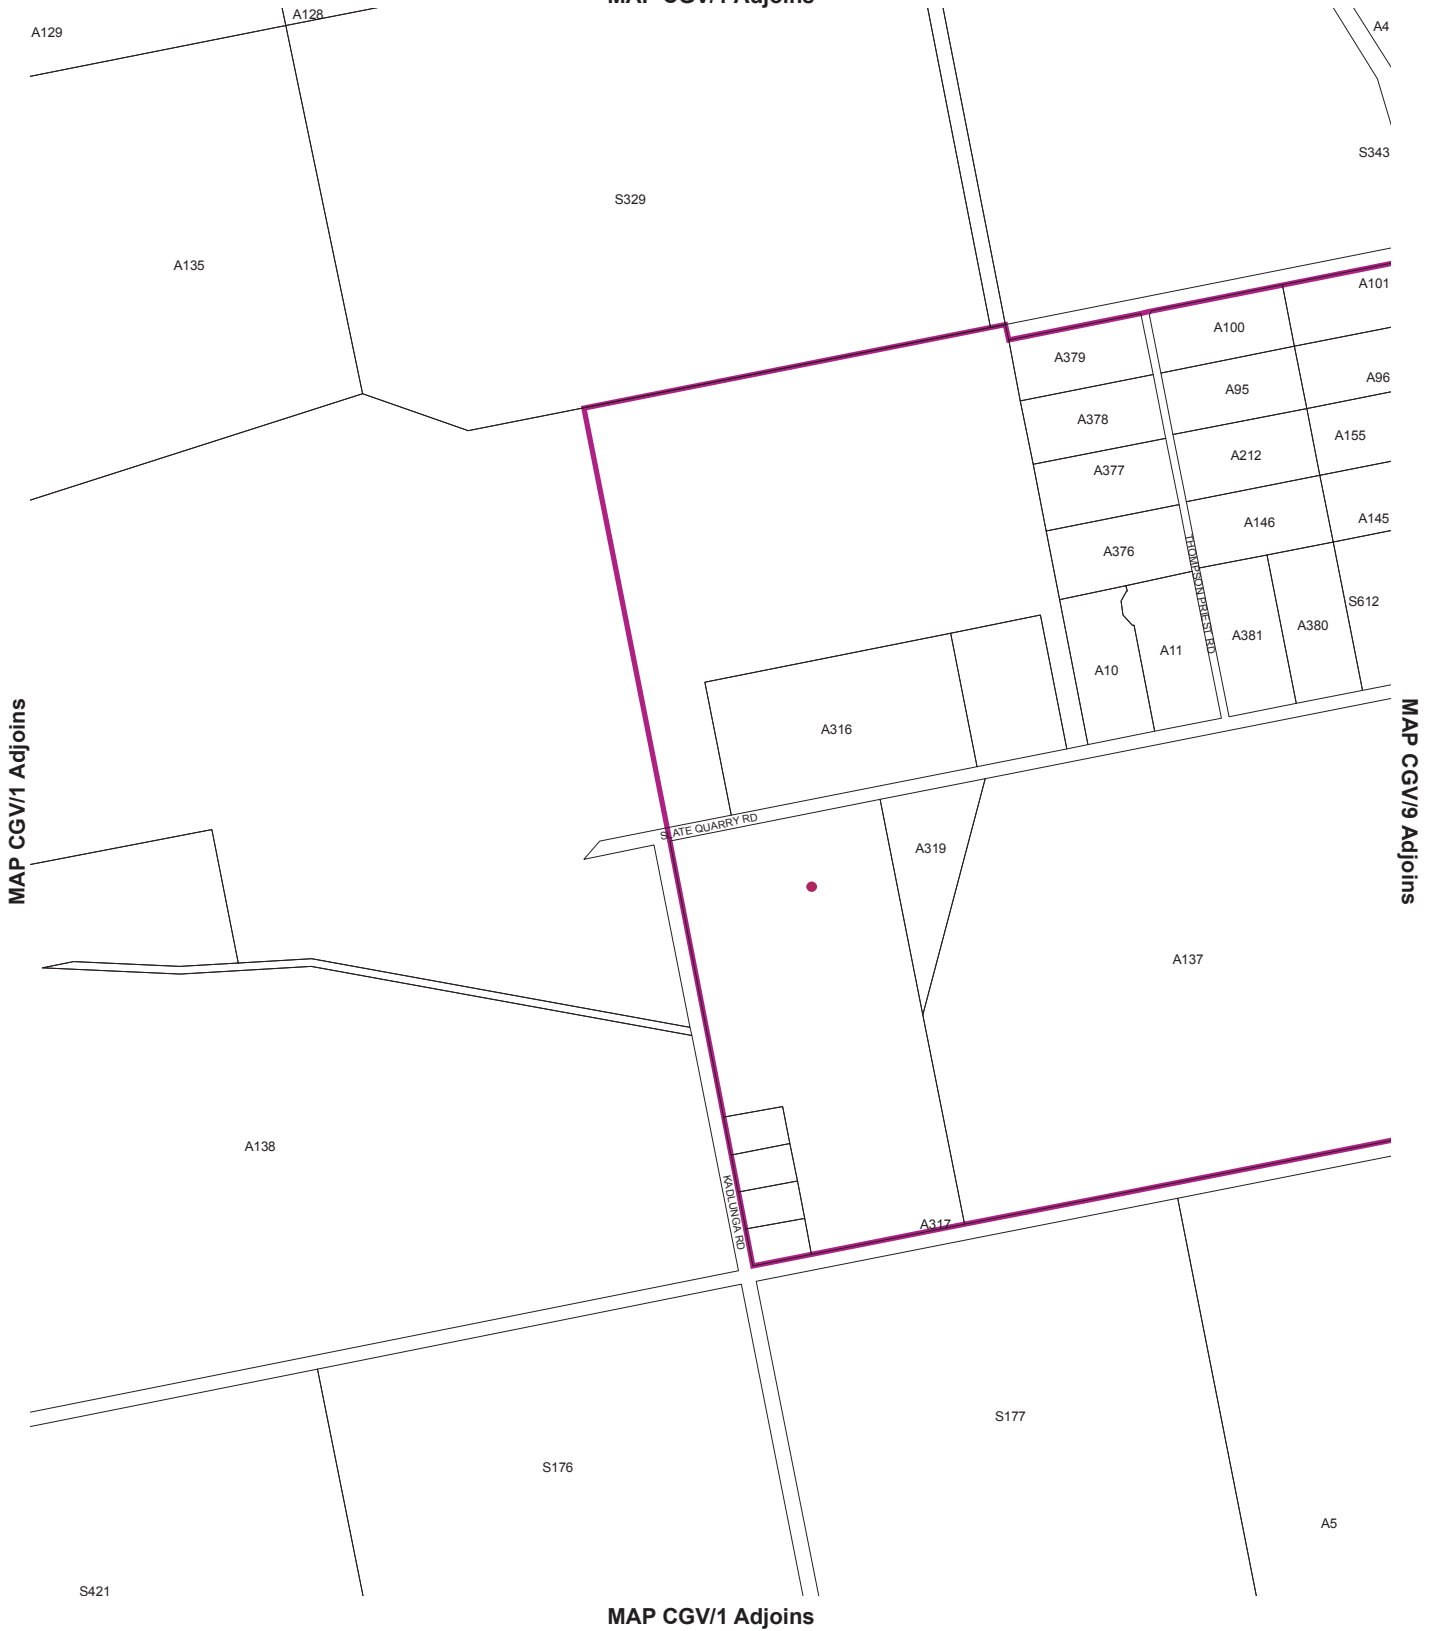 MAP CGV/1 Adjoins
A128
A129
A4
S343
S329
A135
A101
A100
A379
A96
A95
A378
A155
A212
A377
A145
A146
A376
THOMPSON PRIEST RD
S612
A380
A381
A11
A10
A316
MAP CGV/1 Adjoins
MAP CGV/9 Adjoins
SLATE QUARRY RD
A319
A137
A138
KADLUNGA RD
A317
S177
S176
A5
S421
MAP CGV/1 Adjoins